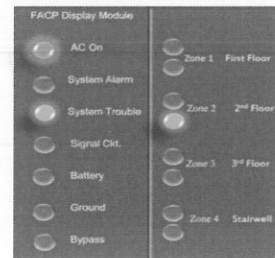 FACP Display Module
AC On
System Alarm
System Trouble
Signal Ckt.
Battery
Ground
Bypass
Zone 1 First Floor
Zone 2 2nd Floor
Zone 3 3rd Floor
Zone 4 Stairwell